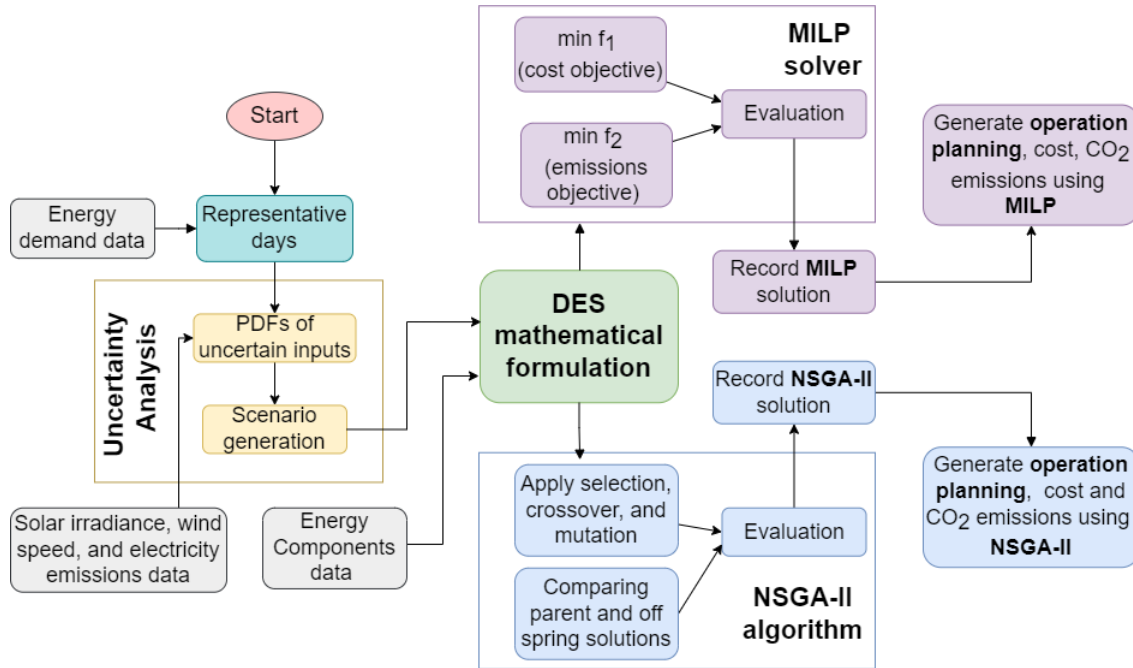 Start
Energy
demand data
Representative
days
Uncertainty
Analysis
PDFs of
uncertain inputs
Scenario
generation
Solar irradiance, wind
speed, and electricity
emissions data
Energy
Components
data
DES
mathematical
formulation
MILP
solver
min f1
(cost objective)
min f2
(emissions
objective)
Evaluation
Record MILP
solution
Generate operation
planning, cost, CO2
emissions using
MILP
Apply selection,
crossover, and
mutation
Comparing
parent and off
spring solutions
Evaluation
NSGA-II
algorithm
Record NSGA-II
solution
Generate operation
planning, cost and
CO2 emissions using
NSGA-II